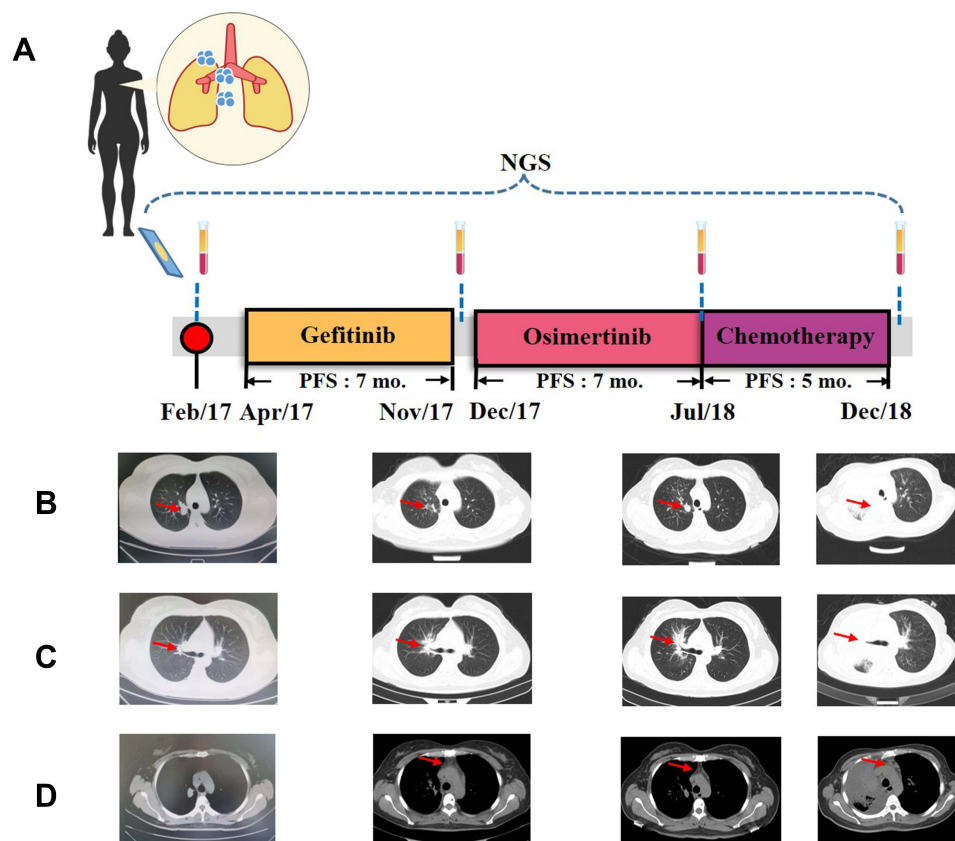 A
NGS
Gefitinib
Osimertinib
Chemotherapy
PFS : 7 mo.
PFS : 7 mo.
PFS : 5 mo.
Feb/17
Apr/17
Nov/17
Dec/17
Jul/18
Dec/18
B
C
D